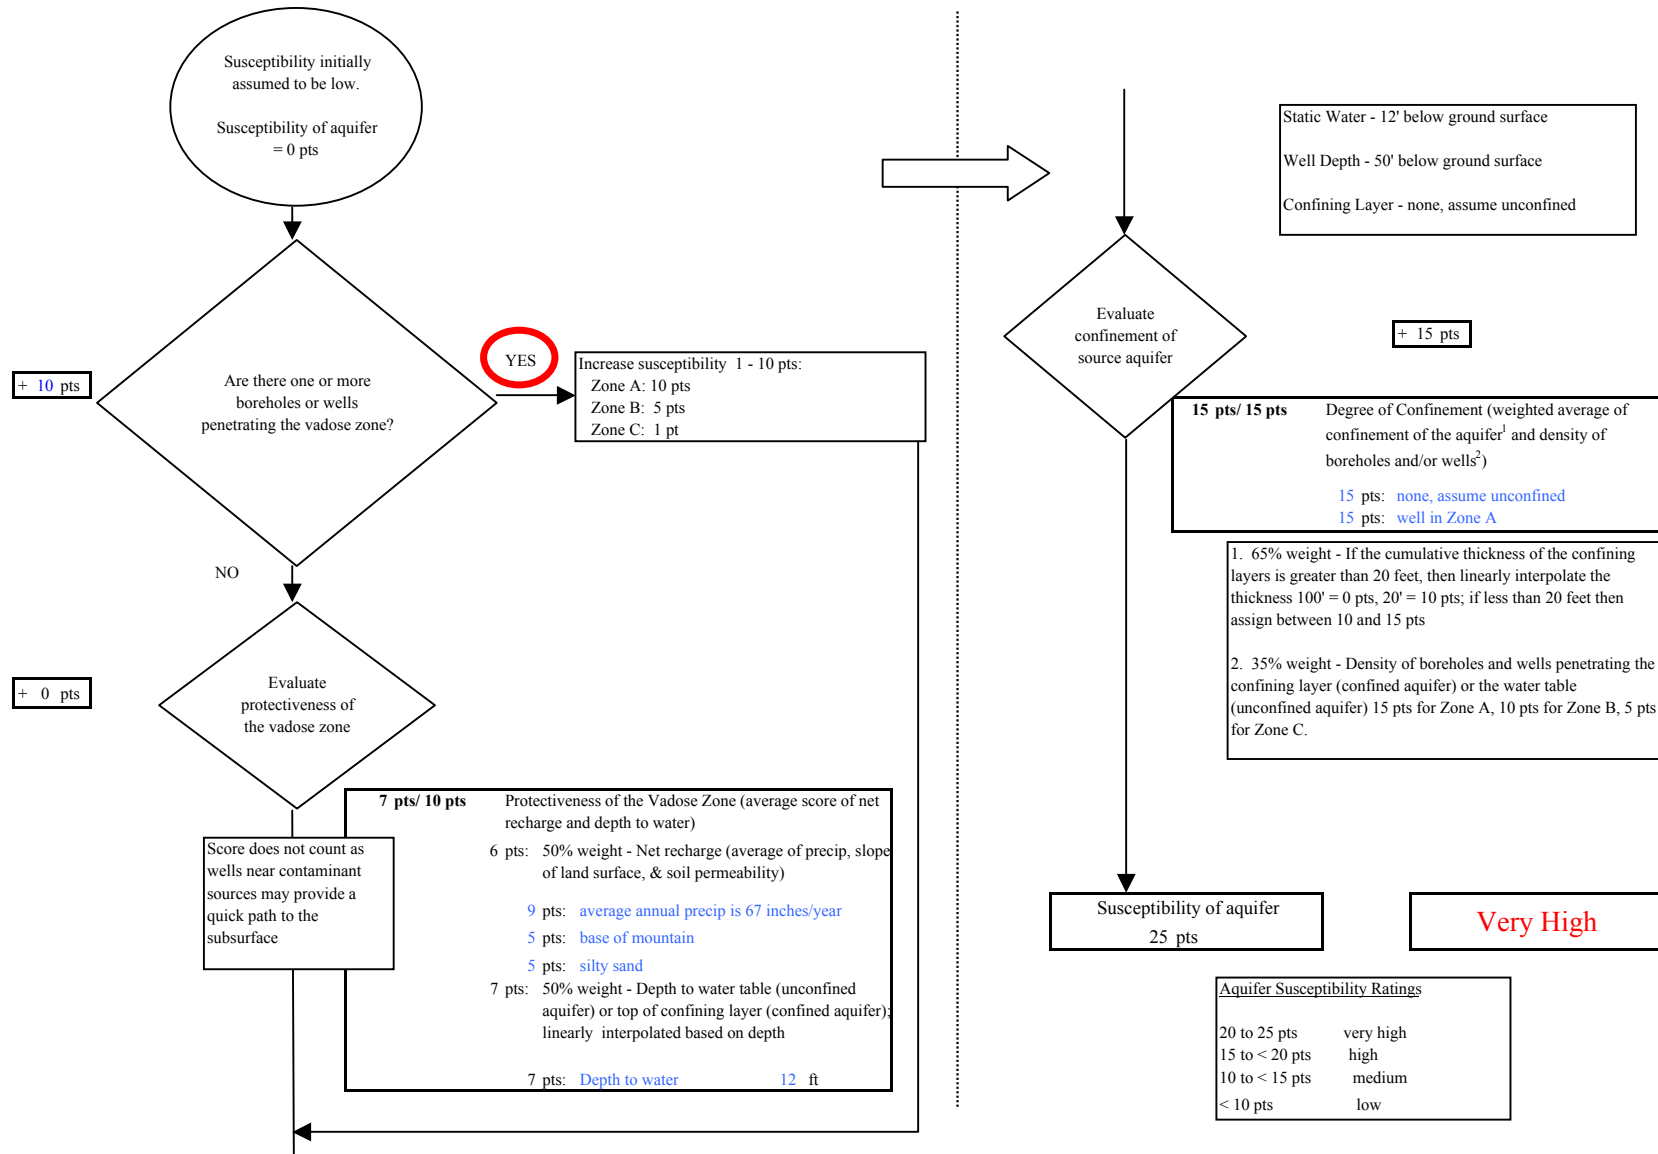 Susceptibility initially
assumed to be low.
Susceptibility of aquifer
= 0 pts
+ 10 pts
Are there one or more
boreholes or wells
penetrating the vadose zone?
YES
Increase susceptibility 1 - 10 pts:
Zone A: 10 pts
Zone B: 5 pts
Zone C: 1 pt
NO
+ 0 pts
Evaluate
protectiveness of
the vadose zone
Score does not count as
wells near contaminant
sources may provide a
quick path to the
subsurface
7 pts/ 10 pts Protectiveness of the Vadose Zone (average score of net
recharge and depth to water)
6 pts: 50% weight - Net recharge (average of precip, slope
of land surface, & soil permeability)
9 pts: average annual precip is 67 inches/year
5 pts: base of mountain
5 pts: silty sand
7 pts: 50% weight - Depth to water table (unconfined
aquifer) or top of confining layer (confined aquifer);
linearly interpolated based on depth
7 pts: Depth to water 12 ft
Static Water - 12' below ground surface
Well Depth - 50' below ground surface
Confining Layer - none, assume unconfined
Evaluate
confinement of
source aquifer
+ 15 pts
15 pts/ 15 pts Degree of Confinement (weighted average of
confinement of the aquifer1 and density of
boreholes and/or wells2)
15 pts: none, assume unconfined
15 pts: well in Zone A
1. 65% weight - If the cumulative thickness of the confining
layers is greater than 20 feet, then linearly interpolate the
thickness 100' = 0 pts, 20' = 10 pts; if less than 20 feet then
assign between 10 and 15 pts
2. 35% weight - Density of boreholes and wells penetrating the
confining layer (confined aquifer) or the water table
(unconfined aquifer) 15 pts for Zone A, 10 pts for Zone B, 5 pts
for Zone C.
Susceptibility of aquifer
25 pts
Very High
Aquifer Susceptibility Ratings
20 to 25 pts very high
15 to < 20 pts high
10 to < 15 pts medium
< 10 pts low